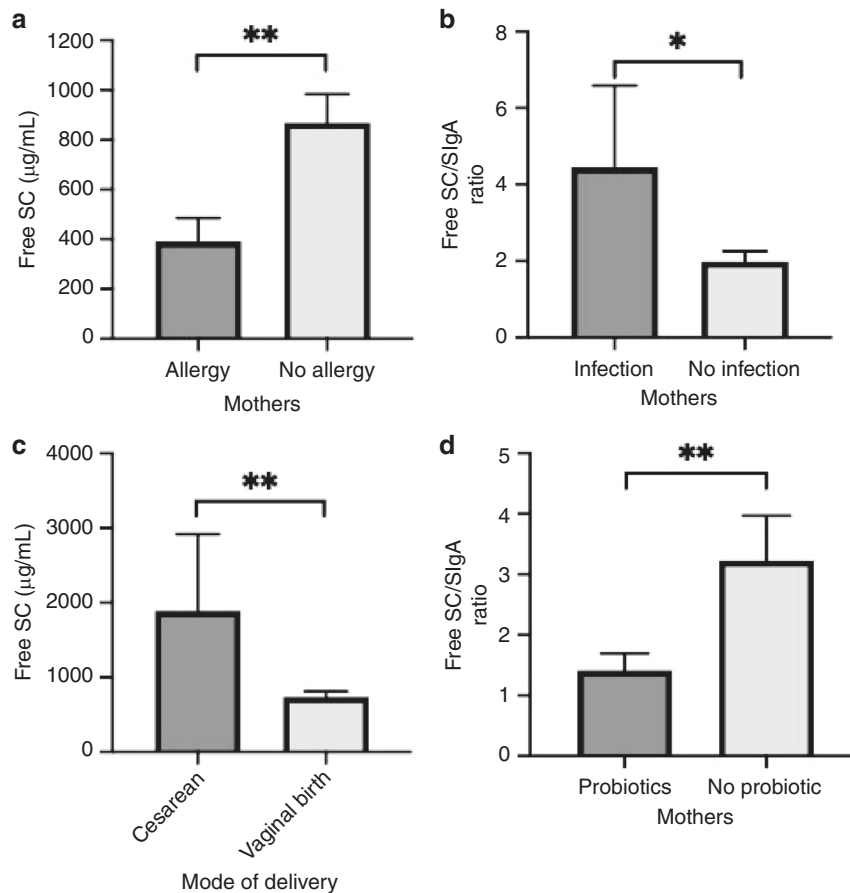 a
1200
1000
800
600
400
200
0
Free SC (μg/mL)
**
Allergy No allergy
Mothers
b
8
6
4
2
0
Free SC/SIgA
ratio
*
Infection No infection
Mothers
c
4000
3000
2000
1000
0
Free SC (μg/mL)
**
Cesarean
Vaginal birth
Mode of delivery
d
5
4
3
2
1
0
Free SC/SIgA
ratio
**
Probiotics No probiotic
Mothers